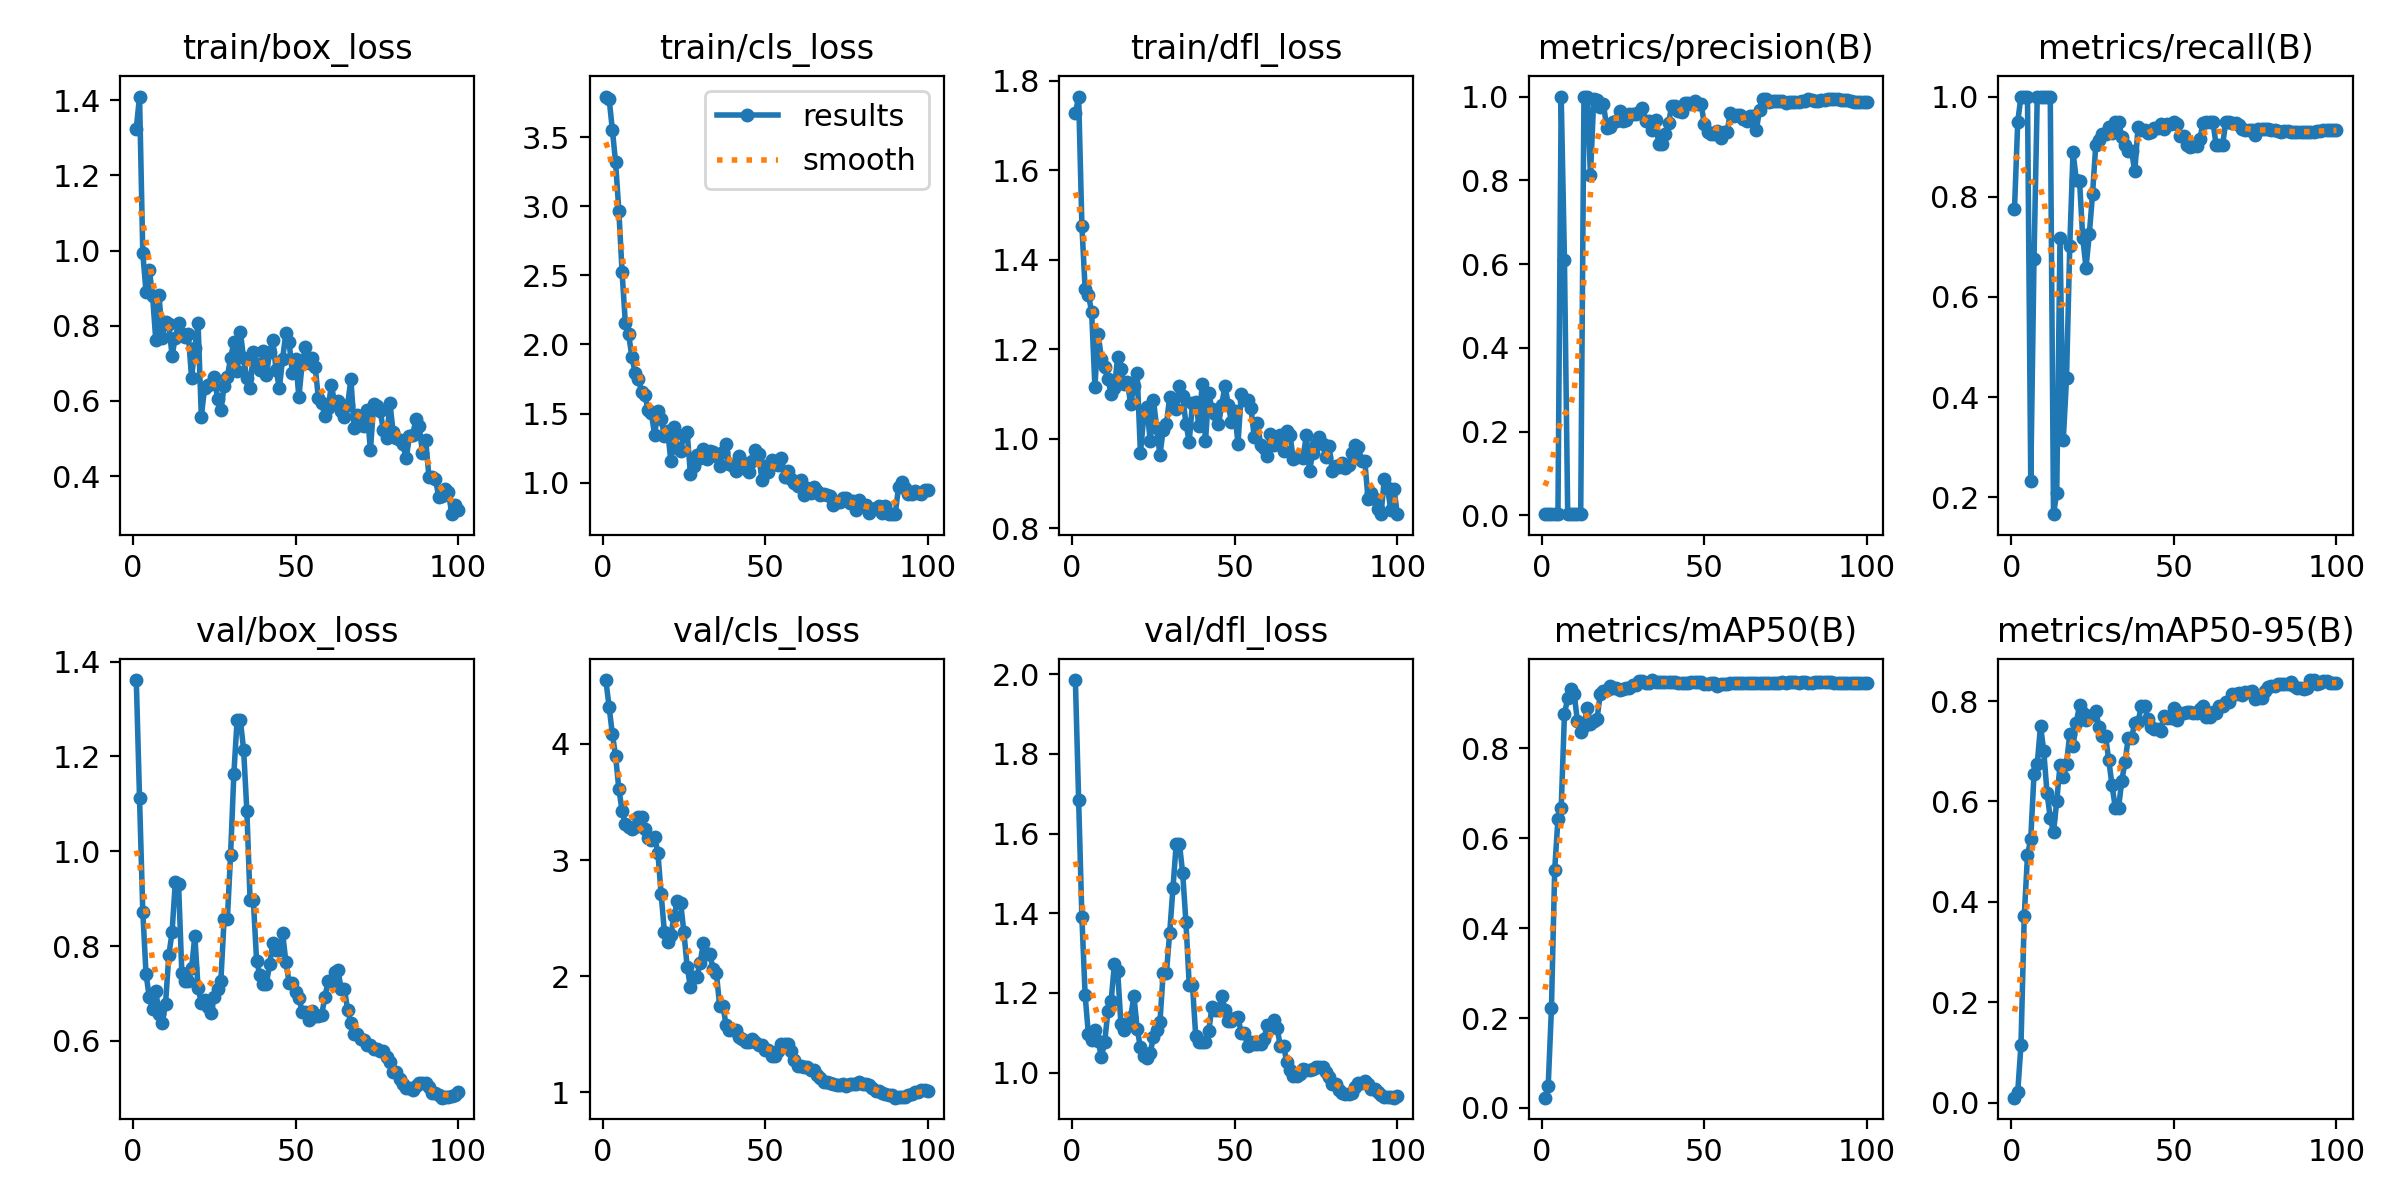 train/box_loss
1.4
1.2
1.0
0.8
0.6
0.4
0 50 100
train/cls_loss
results
smooth
3.5
3.0
2.5
2.0
1.5
1.0
0 50 100
train/dfl_loss
1.8
1.6
1.4
1.2
1.0
0.8
0 50 100
metrics/precision(B)
1.0
0.8
0.6
0.4
0.2
0.0
0 50 100
metrics/recall(B)
1.0
0.8
0.6
0.4
0.2
0 50 100
val/box_loss
1.4
1.2
1.0
0.8
0.6
0 50 100
val/cls_loss
4
3
2
1
0 50 100
val/dfl_loss
2.0
1.8
1.6
1.4
1.2
1.0
0 50 100
metrics/mAP50(B)
0.8
0.6
0.4
0.2
0.0
0 50 100
metrics/mAP50-95(B)
0.8
0.6
0.4
0.2
0.0
0 50 100